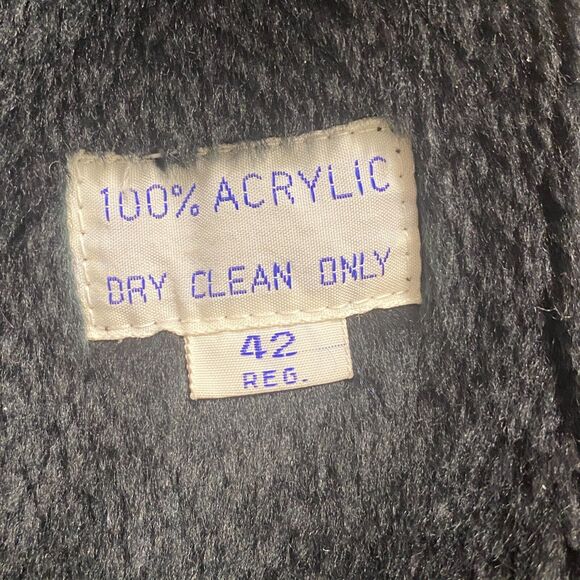 100% ACRYLIC
DRY CLEAN ONLY
42
REG.